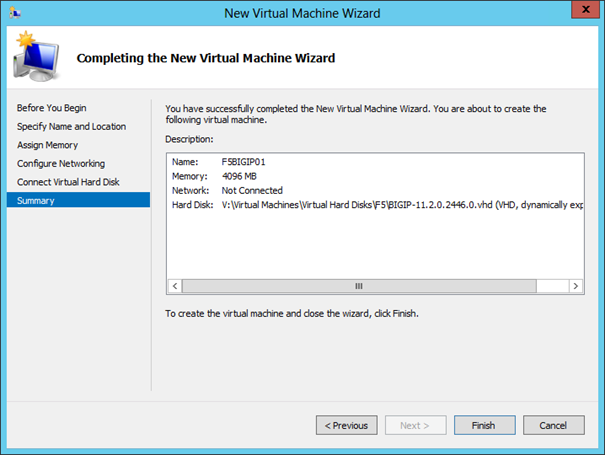 New Virtual Machine Wizard
Completing the New Virtual Machine Wizard
Before You Begin
Specify Name and Location
Assign Memory
Configure Networking
Connect Virtual Hard Disk
Summary
You have successfully completed the New Virtual Machine Wizard. You are about to create the
following virtual machine.
Description:
Name: F5BIGIP01
Memory: 4096 MB
Network: Not Connected
Hard Disk: V:\Virtual Machines\Virtual Hard Disks\F5\BIGIP-11.2.0.2446.0.vhd (VHD, dynamically exp
To create the virtual machine and close the wizard, click Finish.
< Previous
Next >
Finish
Cancel